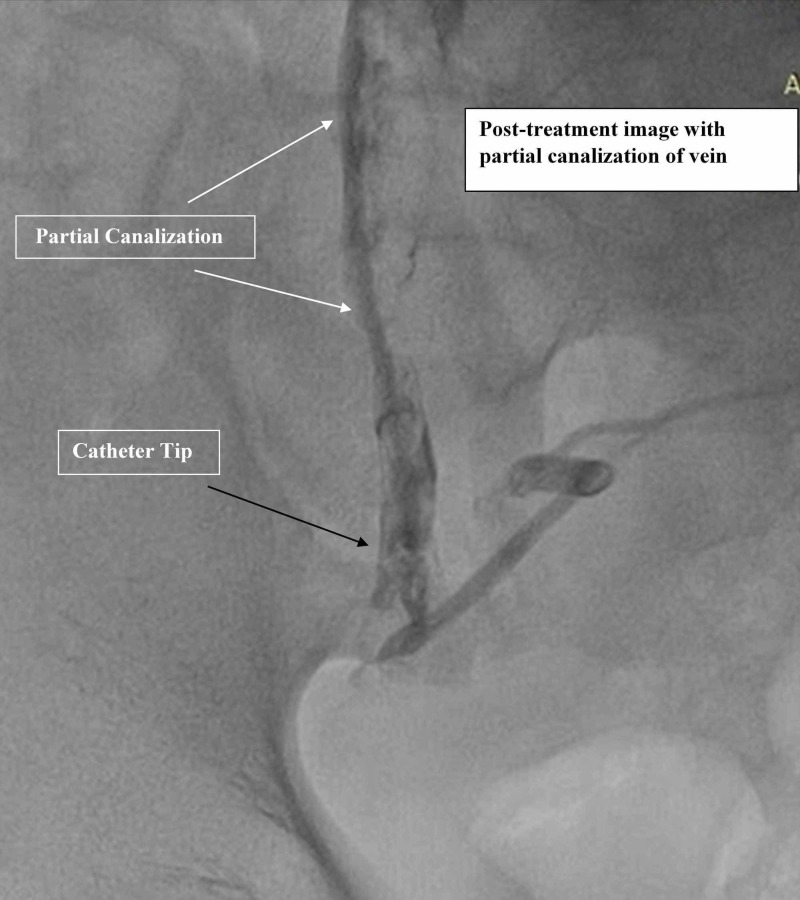 A
Post-treatment image with
partial canalization of vein
Partial Canalization
Catheter Tip